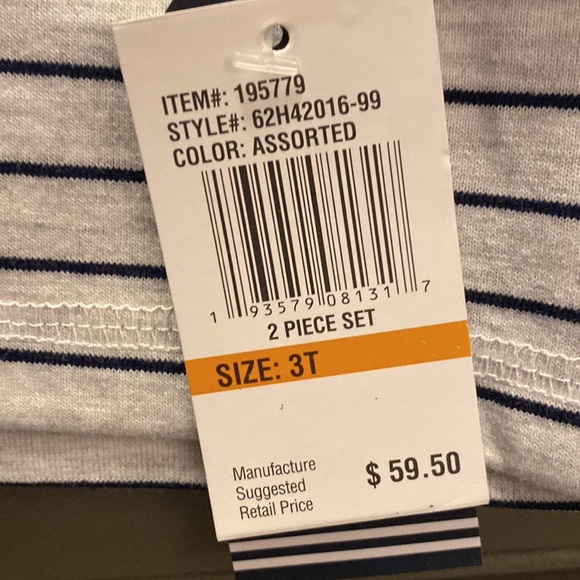 ITEM#: 195779
STYLE#: 62H42016-99
COLOR: ASSORTED
1 93579 08131 7
2 PIECE SET
SIZE: 3T
Manufacture
Suggested
Retail Price
$ 59.50